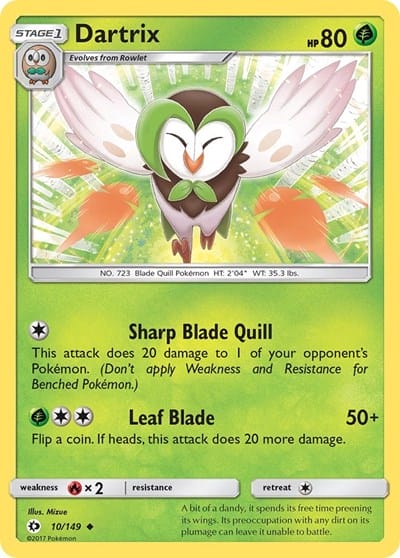 STAGE 1
Dartrix
HP 80
Evolves from Rowlet
NO. 723 Blade Quill Pokémon HT: 2'04" WT: 35.3 lbs.
Sharp Blade Quill
This attack does 20 damage to 1 of your opponent's
Pokémon. (Don't apply Weakness and Resistance for
Benched Pokémon.)
Leaf Blade 50+
Flip a coin. If heads, this attack does 20 more damage.
weakness ×2 resistance retreat
Illus. Mizue
10/149
©2017 Pokémon
A bit of a dandy, it spends its free time preening
its wings. Its preoccupation with any dirt on its
plumage can leave it unable to battle.